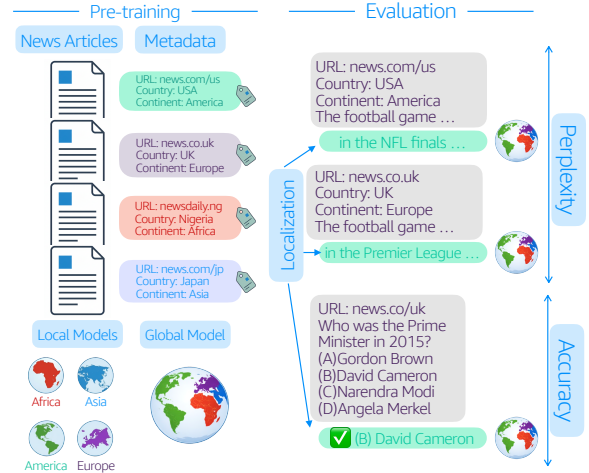 Pre-training
News Articles
Metadata
URL: news.com/us
Country: USA
Continent: America
URL: news.co.uk
Country: UK
Continent: Europe
URL: newsdaily.ng
Country: Nigeria
Continent: Africa
URL: news.com/jp
Country: Japan
Continent: Asia
Local Models
Global Model
Africa
Asia
America
Europe
Evaluation
Localization
URL: news.com/us
Country: USA
Continent: America
The football game ...
in the NFL finals ...
URL: news.co.uk
Country: UK
Continent: Europe
The football game ...
in the Premier League ...
Perplexity
URL: news.co/uk
Who was the Prime
Minister in 2015?
(A)Gordon Brown
(B)David Cameron
(C)Narendra Modi
(D)Angela Merkel
(B) David Cameron
Accuracy